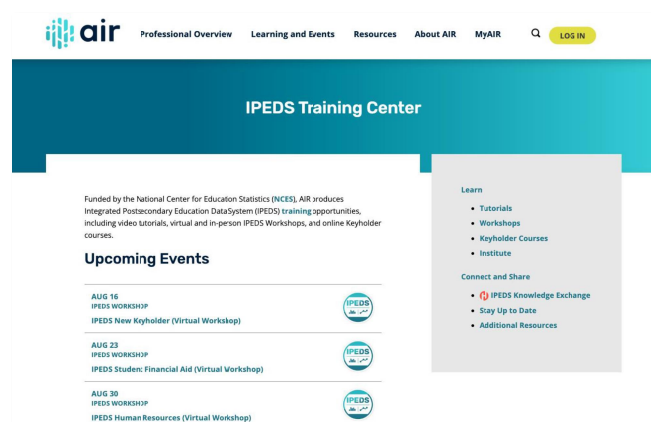 air
Professional Overview Learning and Events Resources About AIR MyAIR LOG IN
IPEDS Training Center
Funded by the National Center for Educaton Statistics (NCES), AIR produces
Integrated Postsecondary Education DataSystem (IPEDS) training opportunities,
including video tutorials, virtual and in-person IPEDS Workshops, and online Keyholder
courses.
Upcoming Events
AUG 16
IPEDS WORKSHOP
IPEDS New Keyholder (Virtual Workshop)
IPEDS
AUG 23
IPEDS WORKSHOP
IPEDS Student Financial Aid (Virtual Workshop)
IPEDS
AUG 30
IPEDS WORKSHOP
IPEDS Human Resources (Virtual Workshop)
IPEDS
Learn
Tutorials
Workshops
Keyholder Courses
Institute
Connect and Share
IPEDS Knowledge Exchange
Stay Up to Date
Additional Resources